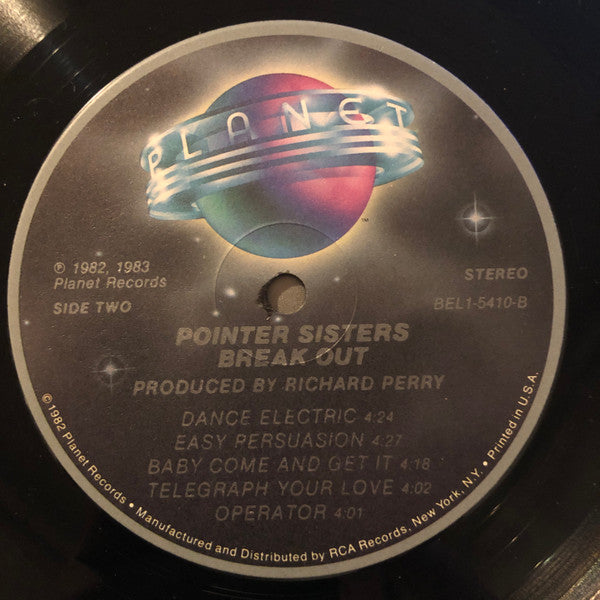 PLANET
TM
℗ 1982, 1983
Planet Records
SIDE TWO
STEREO
BEL1-5410-B
POINTER SISTERS
BREAK OUT
PRODUCED BY RICHARD PERRY
DANCE ELECTRIC 4:24
EASY PERSUASION 4:27
BABY COME AND GET IT 4:18
TELEGRAPH YOUR LOVE 4:02
OPERATOR 4:01
©1982 Planet Records • Manufactured and Distributed by RCA Records, New York, N.Y. • Printed in U.S.A.